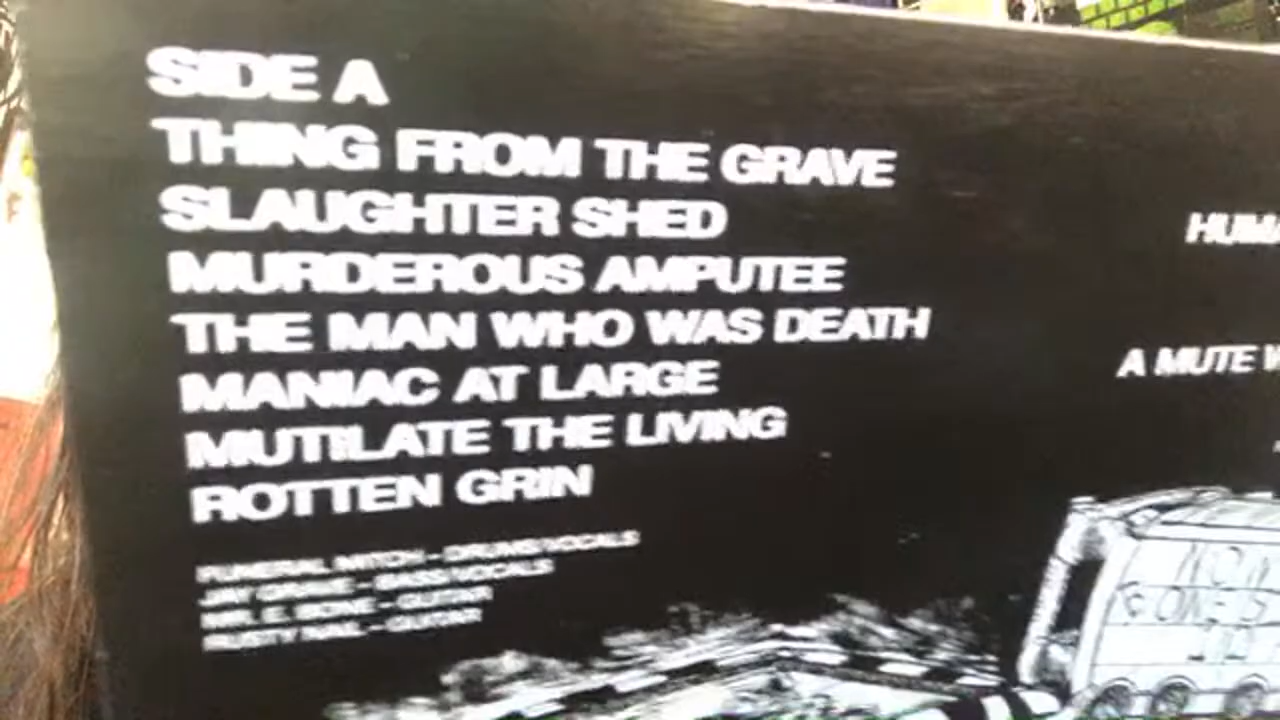 SIDE A
THING FROM THE GRAVE
SLAUGHTER SHED
MURDEROUS AMPUTEE
THE MAN WHO WAS DEATH
MANIAC AT LARGE
MUTILATE THE LIVING
ROTTEN GRIN
FUNERAL MITCH - DRUMS/VOCALS
JAY - BASS/VOCALS
MR. E. BONE - GUITAR
RUSTY NAIL - GUITAR
A MUTE